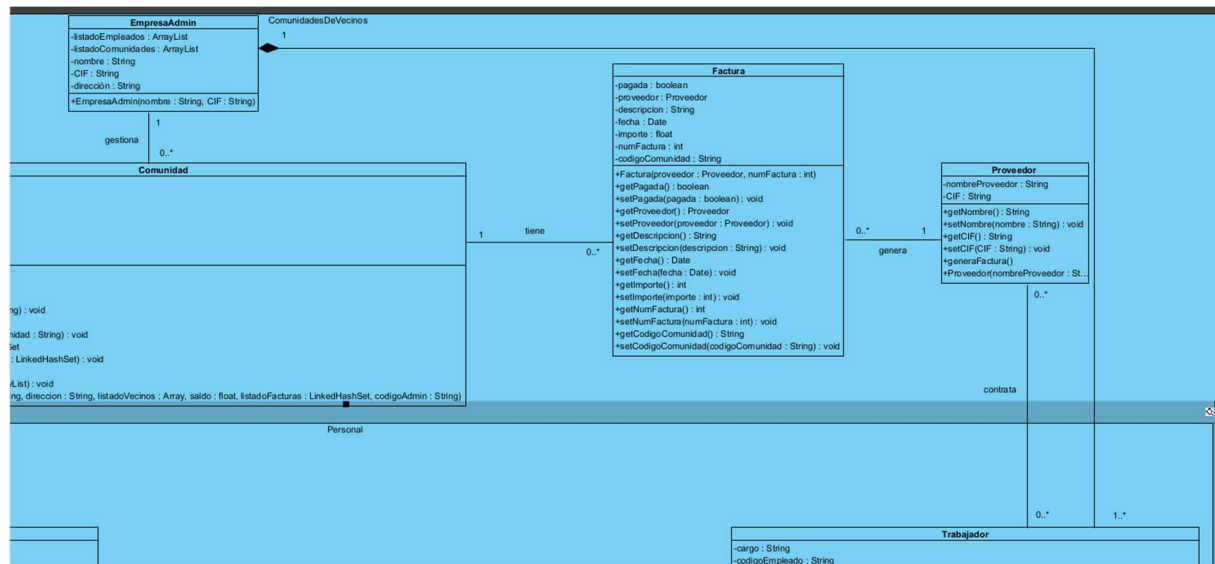 EmpresaAdmin
-listadoEmpleados : ArrayList
-listadoComunidades : ArrayList
-nombre : String
-CIF : String
-dirección : String
+EmpresaAdmin(nombre : String, CIF : String)
ComunidadesDeVecinos
1
1
gestiona
0..*
Comunidad
ng) : void
nidad : String) : void
Set
: LinkedHashSet) : void
yList) : void
ng, direccion : String, listadoVecinos : Array, saldo : float, listadoFacturas : LinkedHashSet, codigoAdmin : String)
1
tiene
0..*
Factura
-pagada : boolean
-proveedor : Proveedor
-descripcion : String
-fecha : Date
-importe : float
-numFactura : int
-codigoComunidad : String
+Factura(proveedor : Proveedor, numFactura : int)
+getPagada() : boolean
+setPagada(pagada : boolean) : void
+getProveedor() : Proveedor
+setProveedor(proveedor : Proveedor) : void
+getDescripcion() : String
+setDescripcion(descripcion : String) : void
+getFecha() : Date
+setFecha(fecha : Date) : void
+getImporte() : int
+setImporte(importe : int) : void
+getNumFactura() : int
+setNumFactura(numFactura : int) : void
+getCodigoComunidad() : String
+setCodigoComunidad(codigoComunidad : String) : void
0..*
1
genera
Proveedor
-nombreProveedor : String
-CIF : String
+getNombre() : String
+setNombre(nombre : String) : void
+getCIF() : String
+setCIF(CIF : String) : void
+generaFactura()
+Proveedor(nombreProveedor : St...
0..*
contrata
Personal
0..*
1..*
Trabajador
-cargo : String
-codigoEmpleado : String